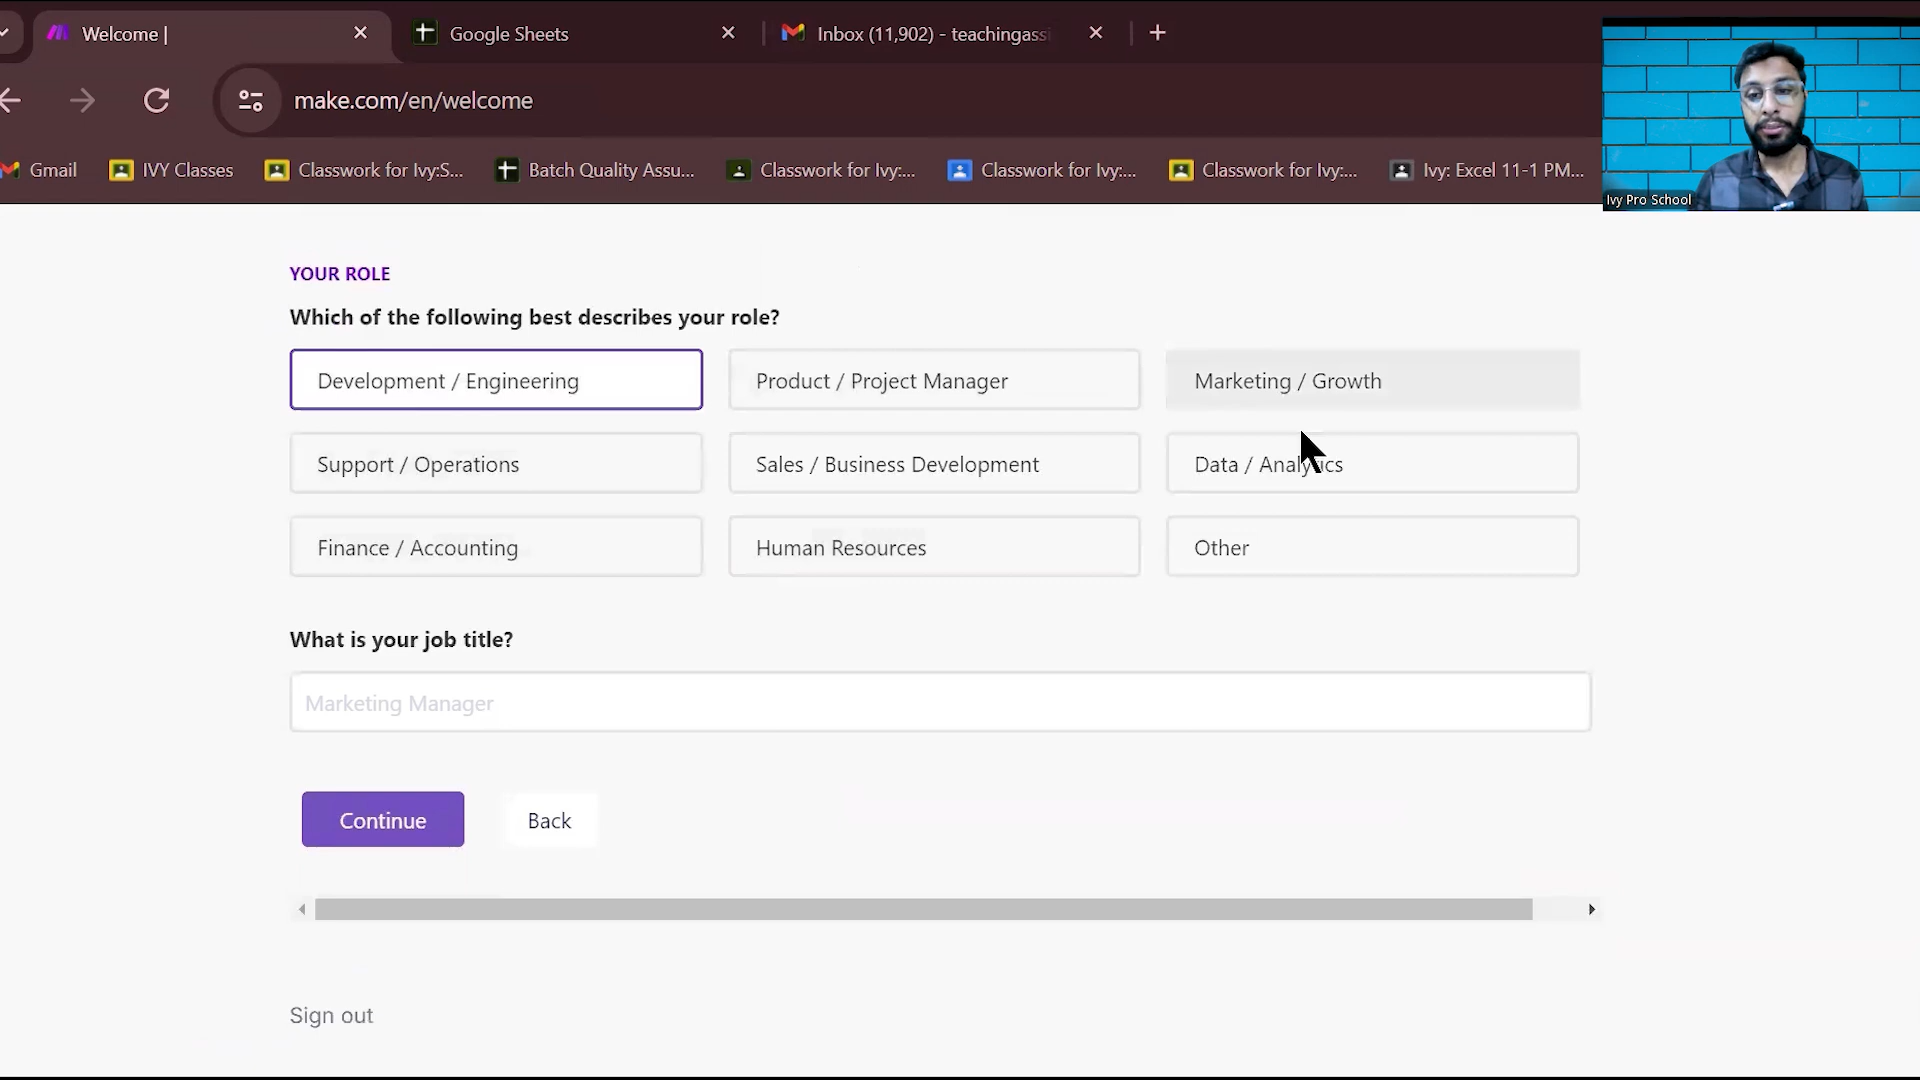 Welcome |
Google Sheets
Inbox (11,902) - teachingassi
make.com/en/welcome
Gmail
IVY Classes
Classwork for Ivy:S...
Batch Quality Assu...
Classwork for Ivy:...
Classwork for Ivy:...
Classwork for Ivy:...
Ivy: Excel 11-1 PM...
Ivy Pro School
YOUR ROLE
Which of the following best describes your role?
Development / Engineering
Product / Project Manager
Marketing / Growth
Support / Operations
Sales / Business Development
Data / Analytics
Finance / Accounting
Human Resources
Other
What is your job title?
Marketing Manager
Continue
Back
Sign out